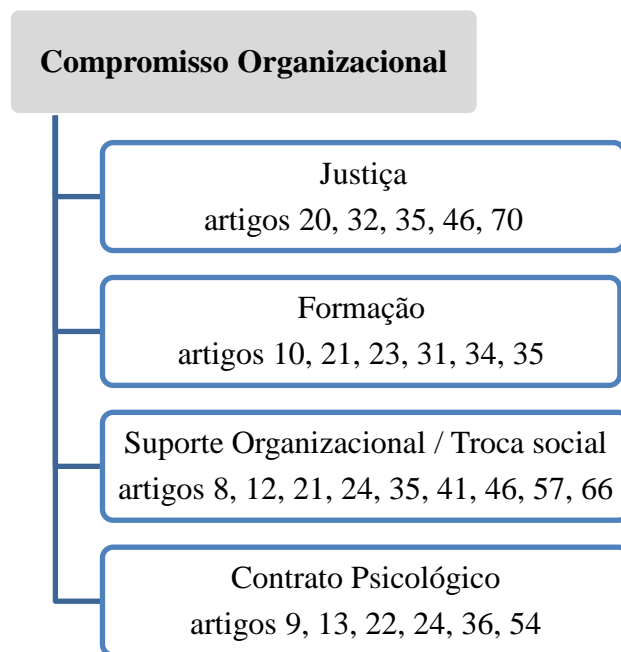 Compromisso Organizacional
Justiça
artigos 20, 32, 35, 46, 70
Formação
artigos 10, 21, 23, 31, 34, 35
Suporte Organizacional / Troca social
artigos 8, 12, 21, 24, 35, 41, 46, 57, 66
Contrato Psicológico
artigos 9, 13, 22, 24, 36, 54